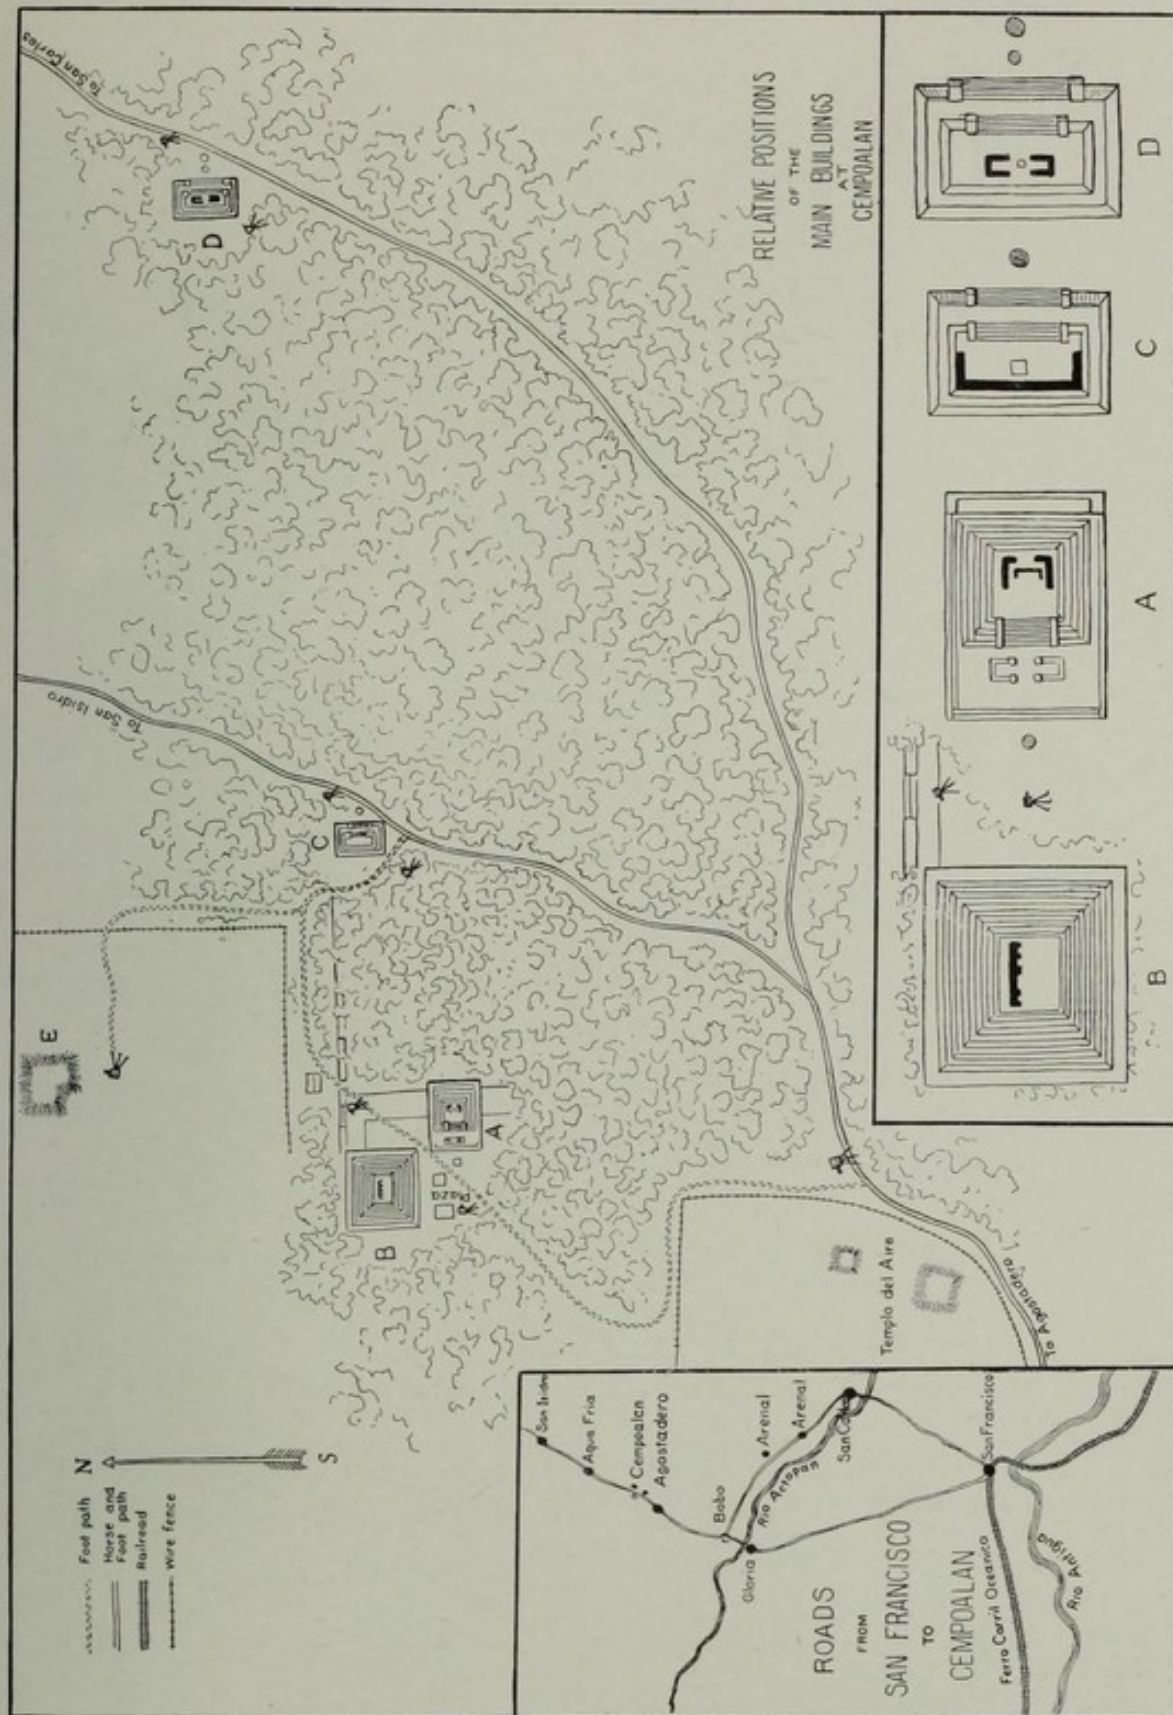 To San Carlos
D
RELATIVE POSITIONS
OF THE
MAIN BUILDINGS
AT
CEMPOALAN
To San Isidro
C
E
A
B
Plaza
Templo del Aire
To Agostadero
N
S
Foot path
Horse and
Foot path
Railroad
Wire fence
San Isidro
Agua Fria
Cempoalan
Agostadero
Bobo
Arenal
Arenal
Rio Actopan
San Carlos
Gloria
San Francisco
ROADS
FROM
SAN FRANCISCO
TO
CEMPOALAN
Ferro Carril Oceanico
Rio Antigua
B
A
C
D